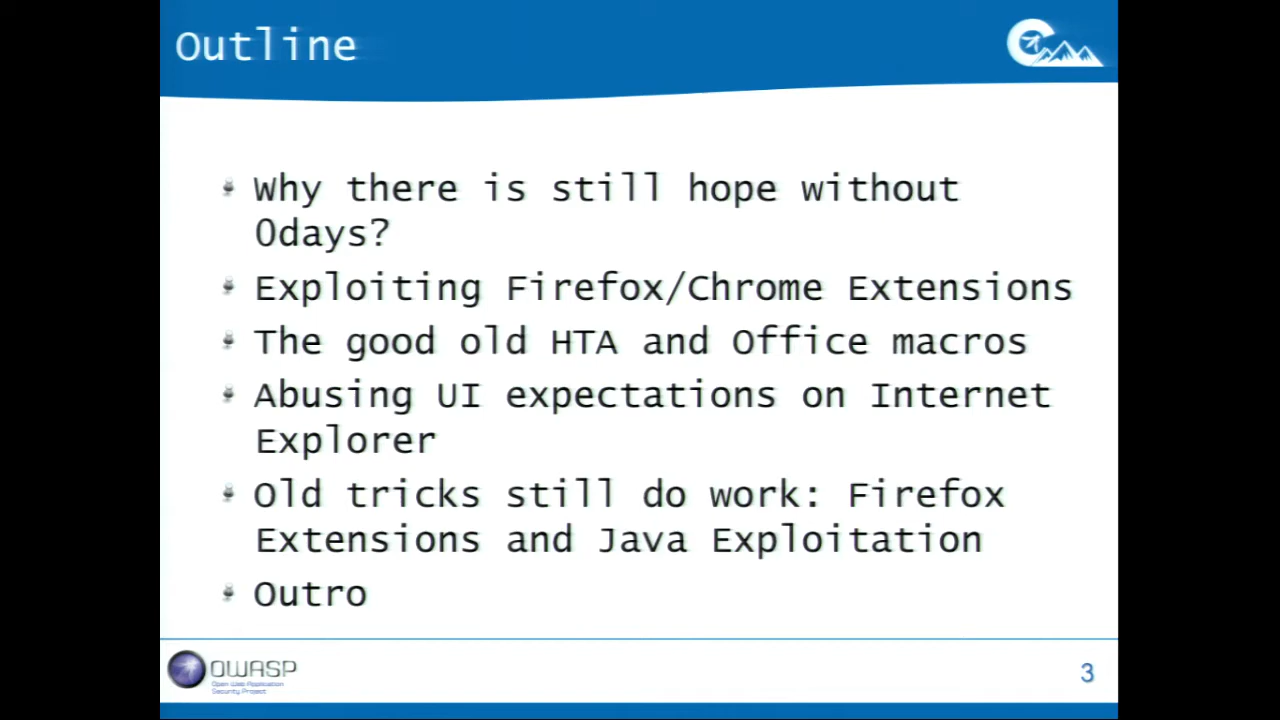 Outline
Why there is still hope without
0days?
Exploiting Firefox/Chrome Extensions
The good old HTA and Office macros
Abusing UI expectations on Internet
Explorer
Old tricks still do work: Firefox
Extensions and Java Exploitation
Outro
OWASP
Open Web Application
Security Project
3